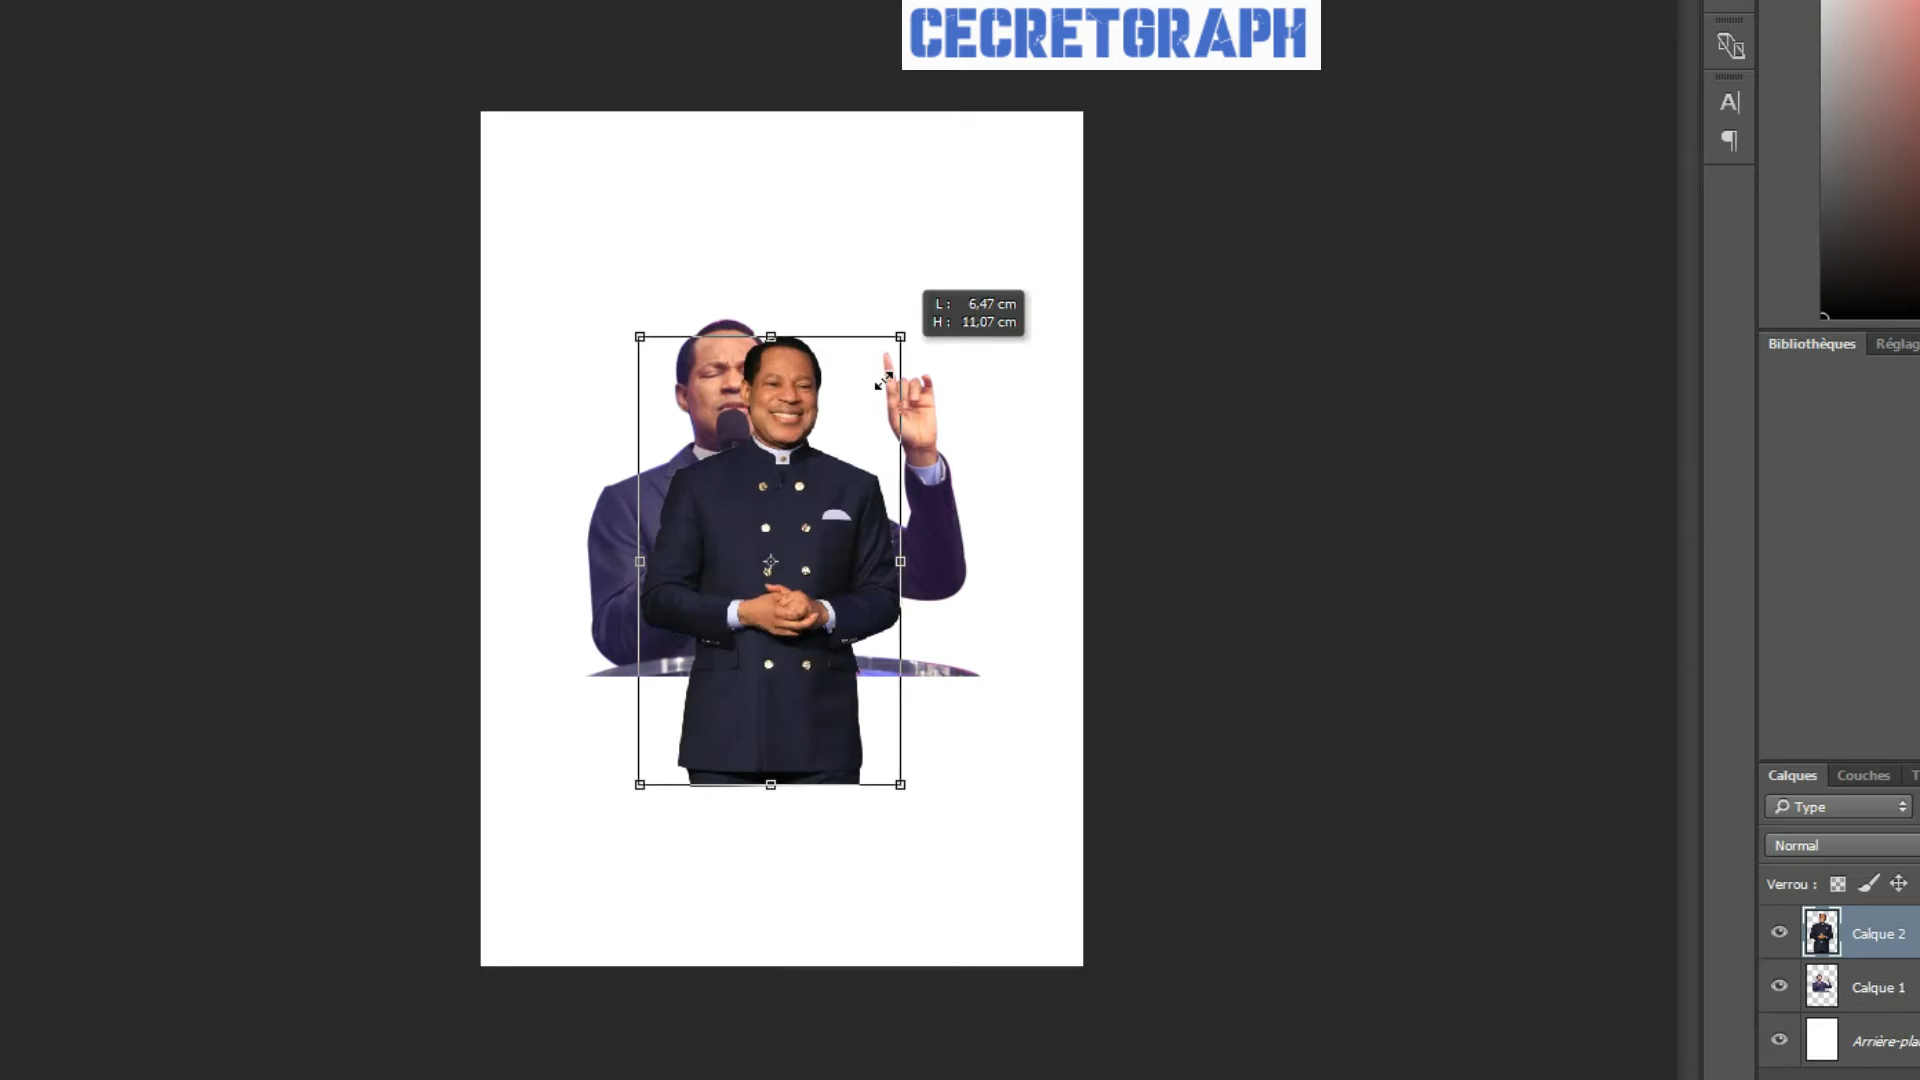 CECRETGRAPH
A|
¶
L : 6,47 cm
H : 11,07 cm
Bibliothèques Réglag
Calques Couches T
Type
Normal
Verrou :
Calque 2
Calque 1
Arrière-pla